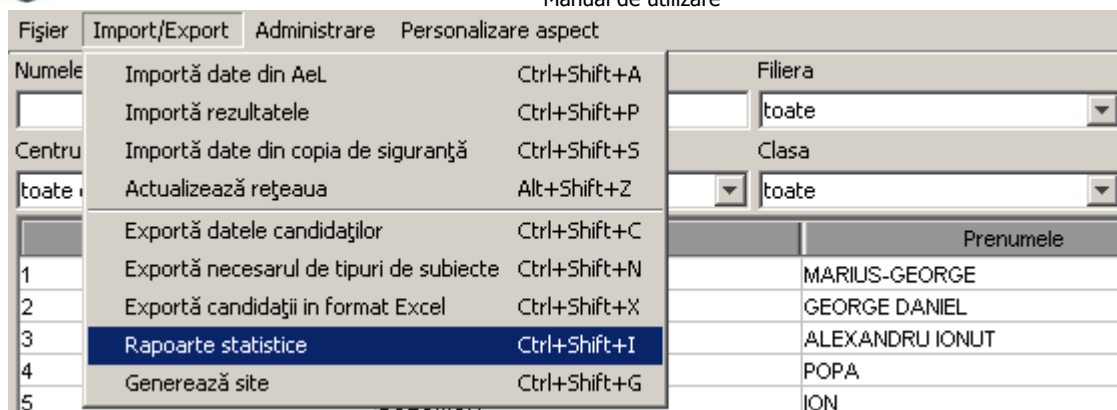 Manual de utilizare
Fişier Import/Export Administrare Personalizare aspect
Numele Filiera
toate
Importă date din AeL Ctrl+Shift+A
Importă rezultatele Ctrl+Shift+P
Importă date din copia de siguranţă Ctrl+Shift+S
Actualizează reţeaua Alt+Shift+Z
Exportă datele candidaţilor Ctrl+Shift+C
Exportă necesarul de tipuri de subiecte Ctrl+Shift+N
Exportă candidaţii in format Excel Ctrl+Shift+X
Rapoarte statistice Ctrl+Shift+I
Generează site Ctrl+Shift+G
Centru Clasa
toate toate
Prenumele
1 MARIUS-GEORGE
2 GEORGE DANIEL
3 ALEXANDRU IONUT
4 POPA
5 ION